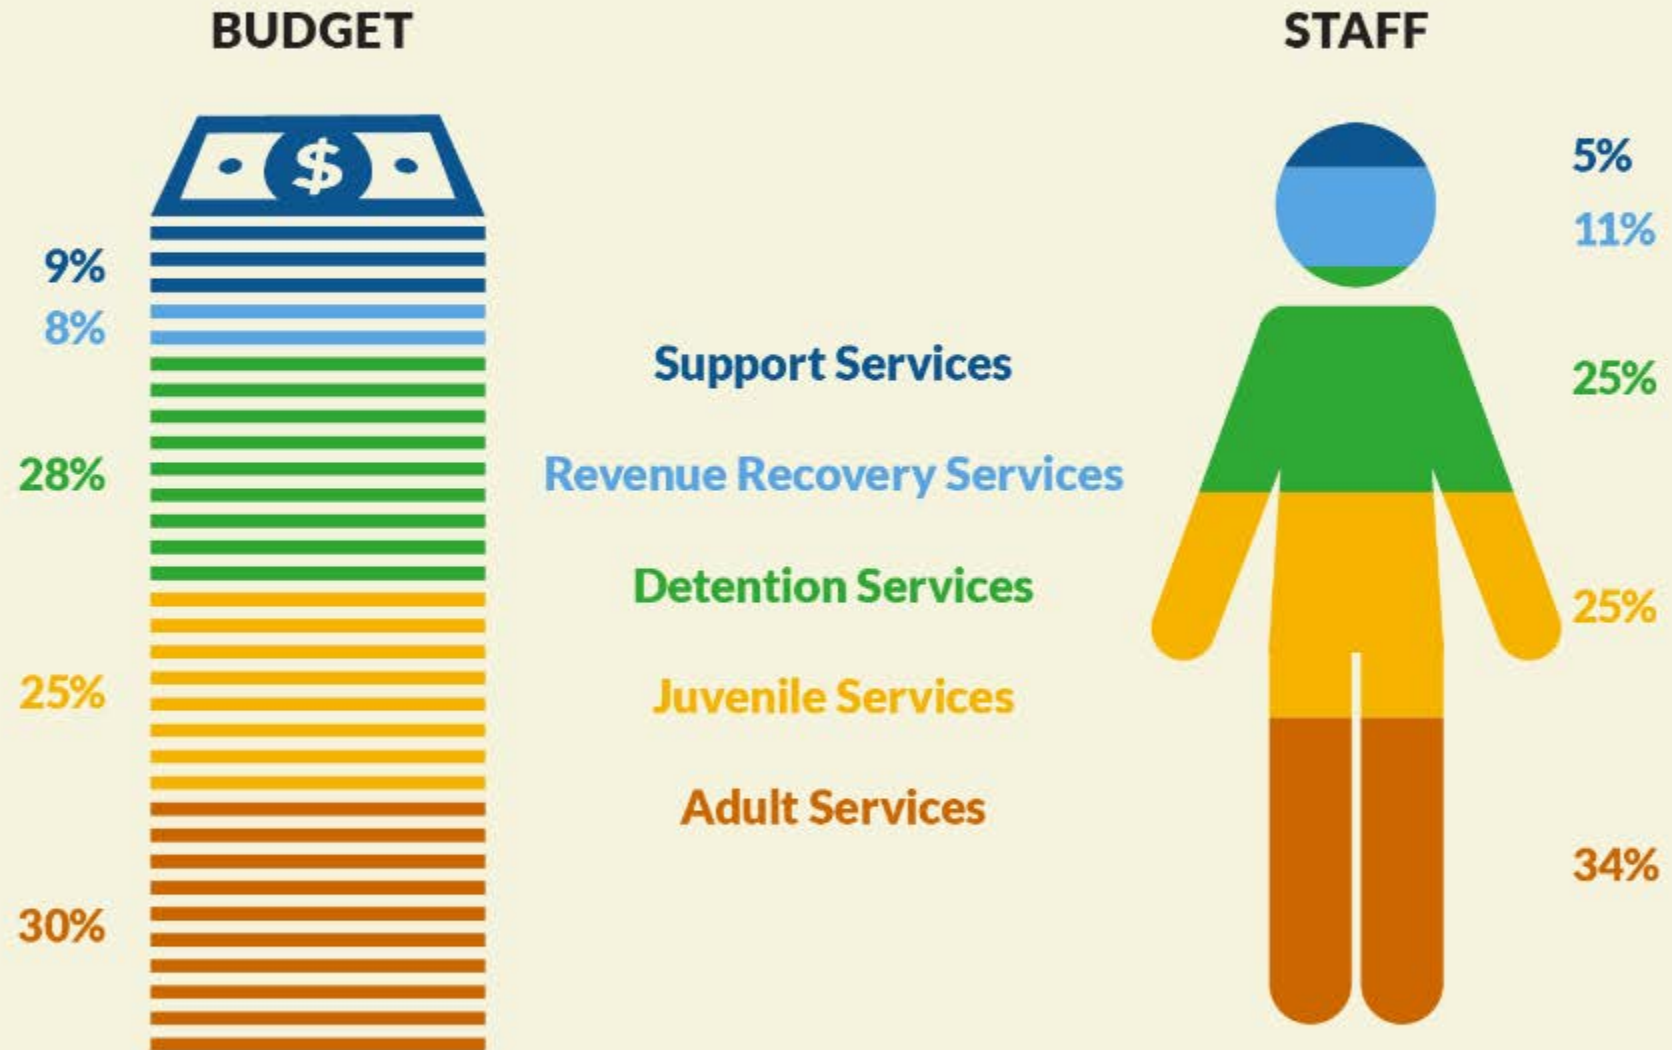 BUDGET
STAFF
$
9%
8%
28%
25%
30%
Support Services
Revenue Recovery Services
Detention Services
Juvenile Services
Adult Services
5%
11%
25%
25%
34%